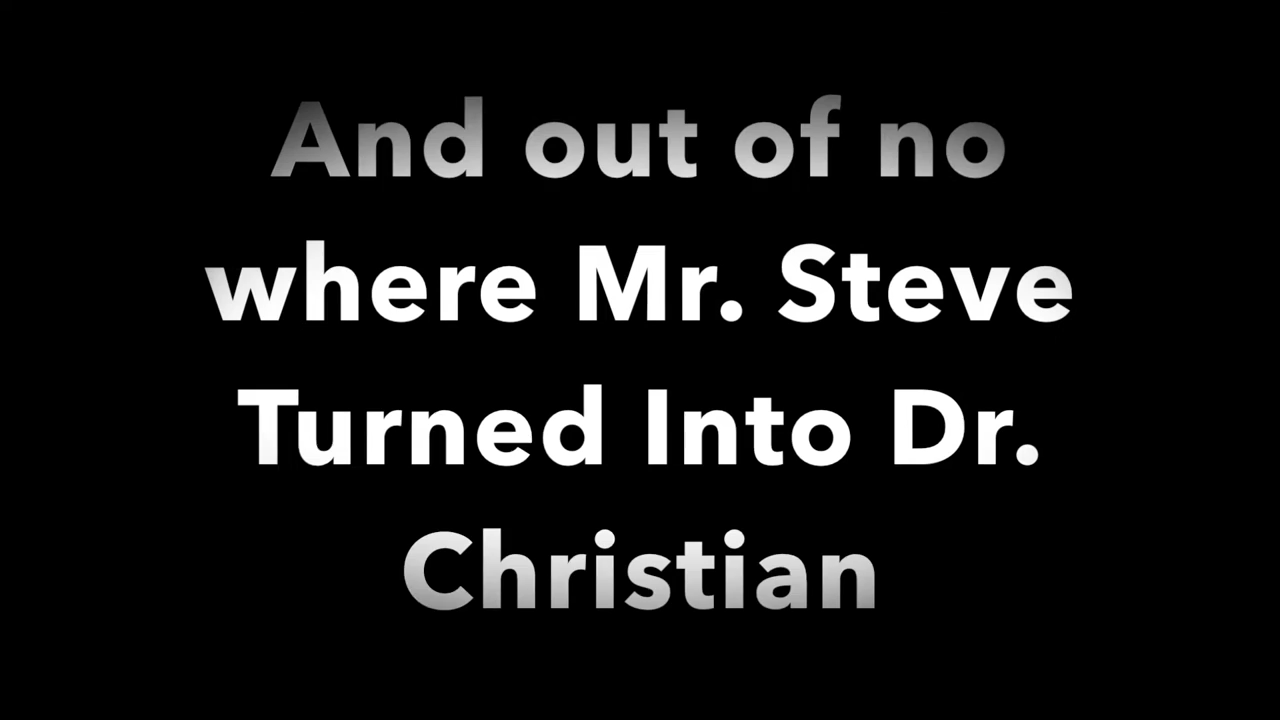 And out of no
where Mr. Steve
Turned Into Dr.
Christian